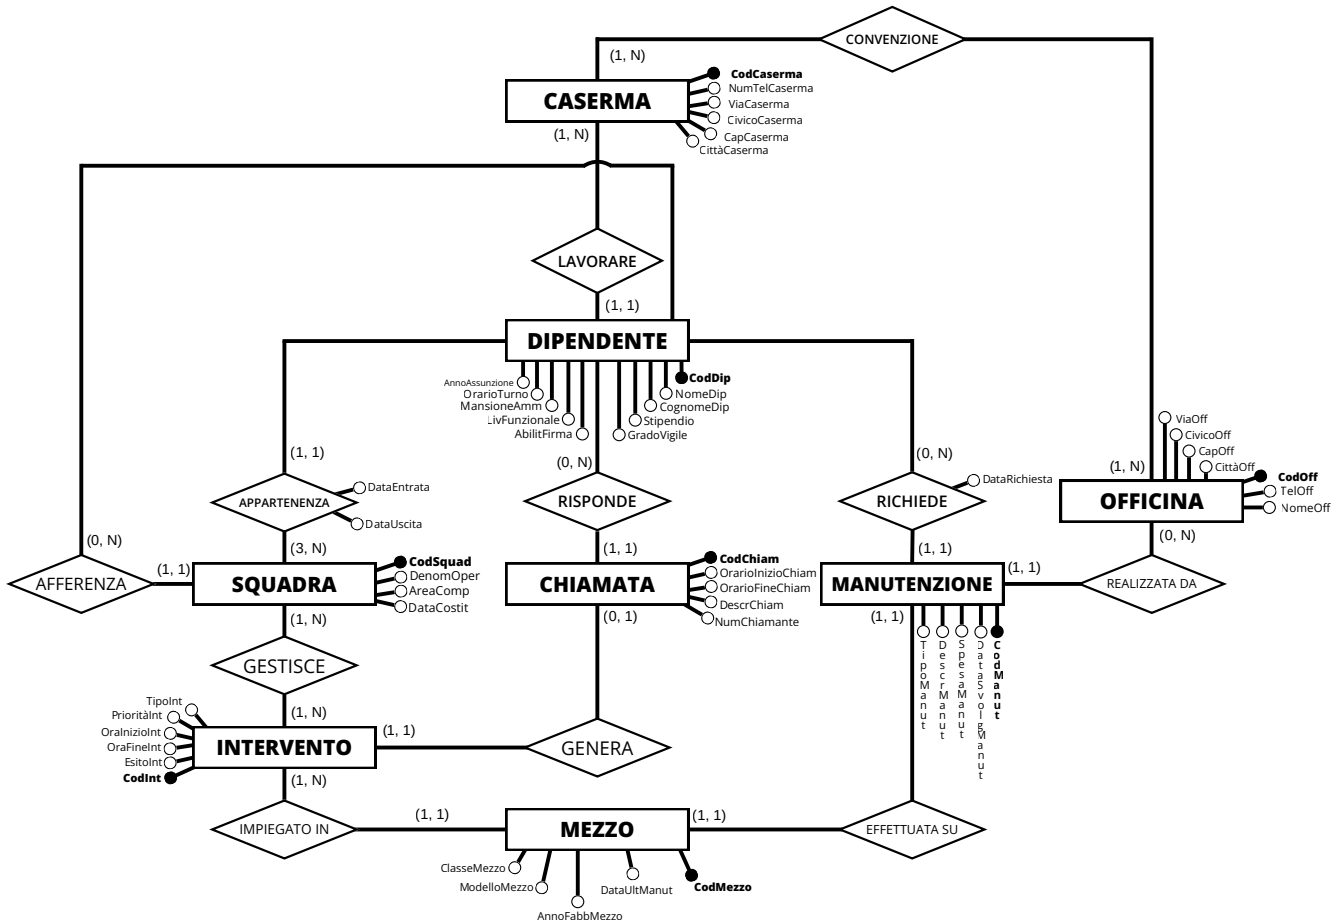 CONVENZIONE
(1, N)
CodCaserma
NumTelCaserma
CASERMA
ViaCaserma
CivicoCaserma
(1, N)
CapCaserma
CittàCaserma
LAVORARE
(1, 1)
DIPENDENTE
CodDip
AnnoAssunzione
NomeDip
OrarioTurno
MansioneAmm
CognomeDip
LivFunzionale
Stipendio
AbilitFirma
GradoVigile
ViaOff
CivicoOff
CapOff
CittàOff
(1, 1)
(0, N)
(0, N)
(1, N)
CodOff
TelOff
NomeOff
OFFICINA
DataEntrata
APPARTENENZA
DataUscita
RISPONDE
RICHIEDE
DataRichiesta
(0, N)
(0, N)
(3, N)
(1, 1)
(1, 1)
AFFERENZA
(1, 1)
SQUADRA
CodSquad
DenomOper
AreaComp
DataCostit
CHIAMATA
CodChiam
OrarioInizioChiam
OrarioFineChiam
DescrChiam
NumChiamante
MANUTENZIONE
(1, 1)
REALIZZATA DA
(1, N)
(0, 1)
(1, 1)
TipoManut
DescrManut
SpesaManut
DataSvolgManut
CodManut
GESTISCE
(1, N)
TipoInt
PrioritàInt
OraInizioInt
OraFineInt
EsitoInt
CodInt
INTERVENTO
(1, 1)
GENERA
(1, N)
IMPIEGATO IN
(1, 1)
MEZZO
(1, 1)
EFFETTUATA SU
ClasseMezzo
ModelloMezzo
AnnoFabbMezzo
DataUltManut
CodMezzo